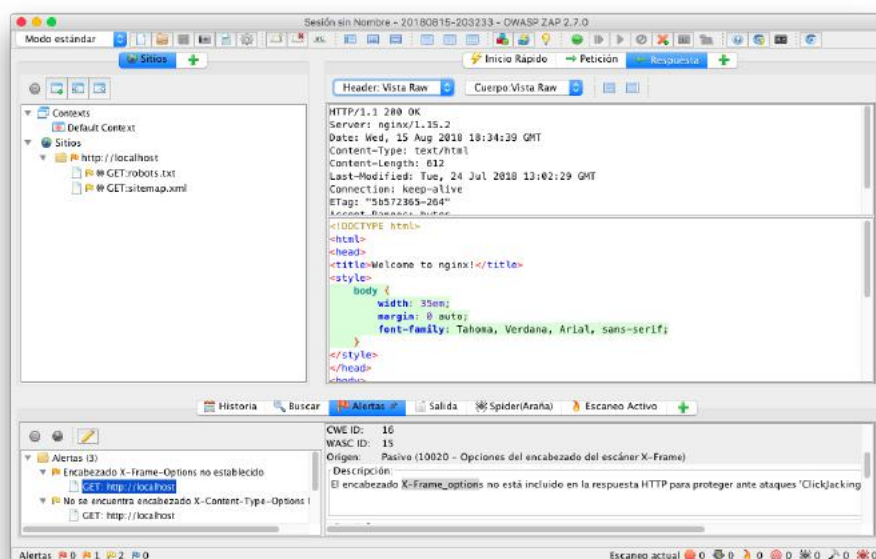 Sesión sin Nombre - 20180815-203233 - OWASP ZAP 2.7.0
Modo estándar
Sitios
Inicio Rápido
Petición
Respuesta
Header: Vista Raw
Cuerpo:Vista Raw
Contexts
Default Context
Sitios
http://localhost
GET:robots.txt
GET:sitemap.xml
HTTP/1.1 200 OK
Server: nginx/1.15.2
Date: Wed, 15 Aug 2018 18:34:39 GMT
Content-Type: text/html
Content-Length: 612
Last-Modified: Tue, 24 Jul 2018 13:02:29 GMT
Connection: keep-alive
ETag: "5b572365-264"
<!DOCTYPE html>
<html>
<head>
<title>Welcome to nginx!</title>
<style>
body {
width: 35em;
margin: 0 auto;
font-family: Tahoma, Verdana, Arial, sans-serif;
}
</style>
</head>
<body>
Historia
Buscar
Alertas
Salida
Spider(Araña)
Escaneo Activo
Alertas (3)
Encabezado X-Frame-Options no establecido
GET: http://localhost
No se encuentra encabezado X-Content-Type-Options
GET: http://localhost
CWE ID: 16
WASC ID: 15
Origen: Pasivo (10020 - Opciones del encabezado del escáner X-Frame)
Descripción:
El encabezado X-Frame_options no está incluido en la respuesta HTTP para proteger ante ataques 'ClickJacking
Alertas 0 1 2 0
Escaneo actual 0 0 0 0 0 0 0